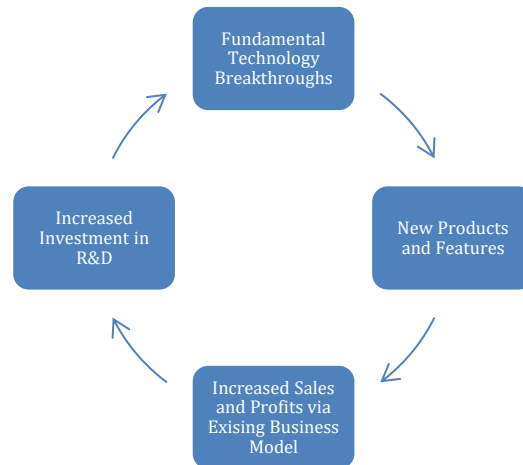 Fundamental
Technology
Breakthroughs
New Products
and Features
Increased Sales
and Profits via
Exising Business
Model
Increased
Investment in
R&D